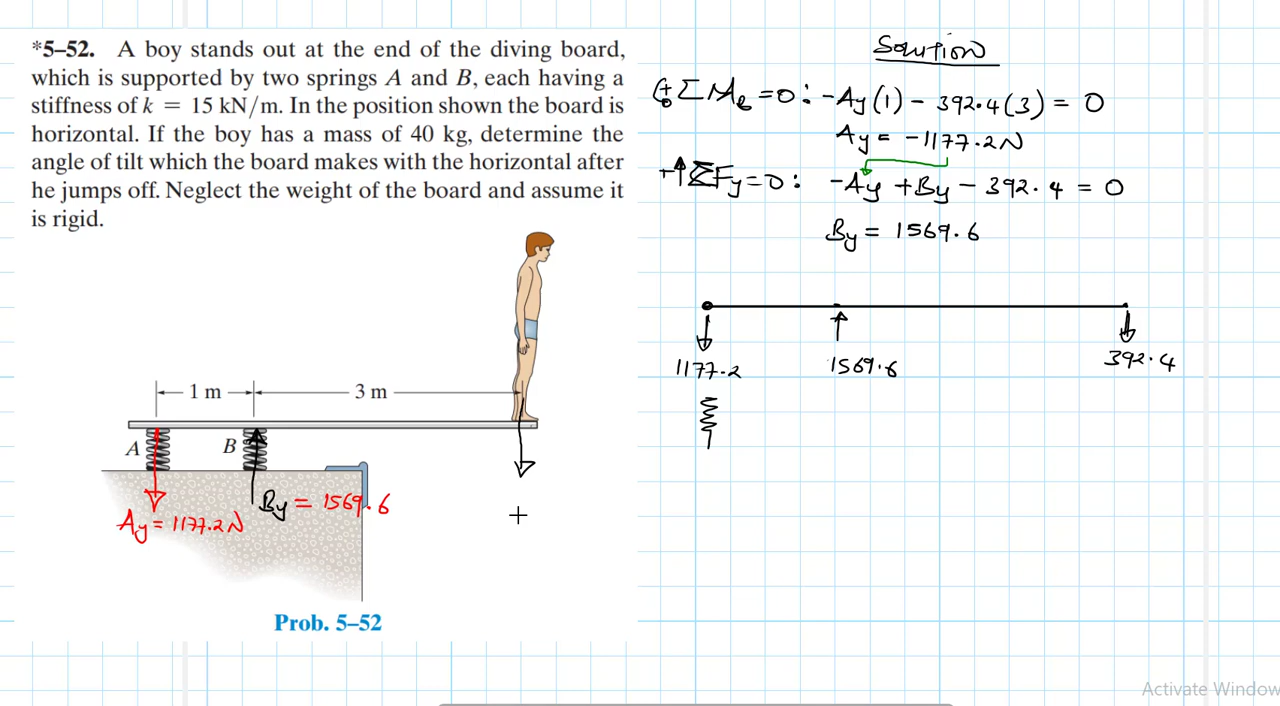 *5–52. A boy stands out at the end of the diving board,
which is supported by two springs A and B, each having a
stiffness of k = 15 kN/m. In the position shown the board is
horizontal. If the boy has a mass of 40 kg, determine the
angle of tilt which the board makes with the horizontal after
he jumps off. Neglect the weight of the board and assume it
is rigid.
1 m
3 m
A
B
Ay = 1177.2N
By = 1569.6
+
Prob. 5–52
Solution
(+ ΣM_B = 0 : -Ay(1) - 392.4(3) = 0
Ay = -1177.2N
+↑ΣFy = 0 : -Ay + By - 392.4 = 0
By = 1569.6
1177.2
1569.6
392.4
Activate Window